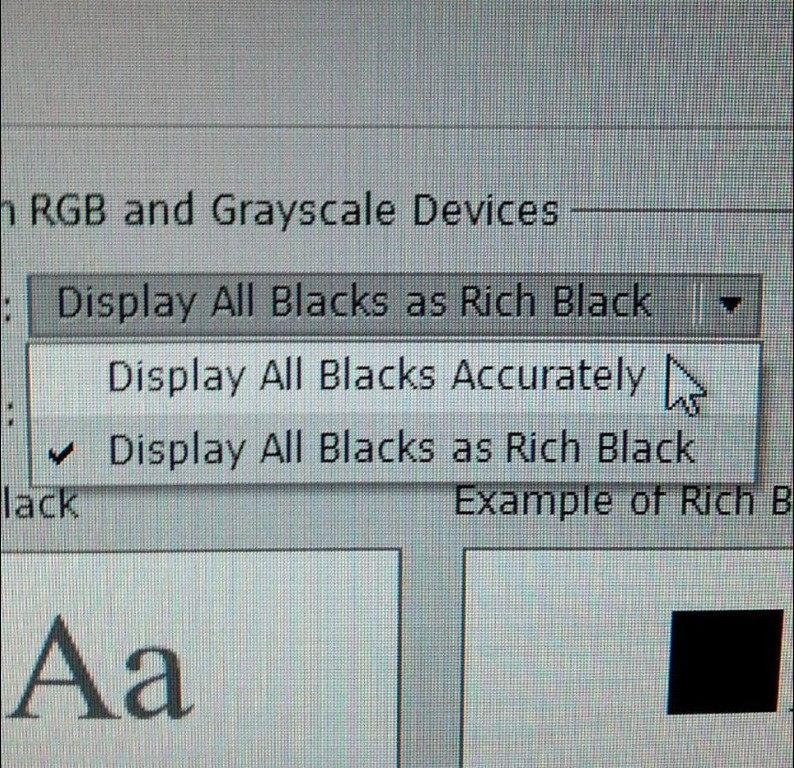 RGB and Grayscale Devices
: Display All Blacks as Rich Black
Display All Blacks Accurately
:
Display All Blacks as Rich Black
lack
Example of Rich B
Aa